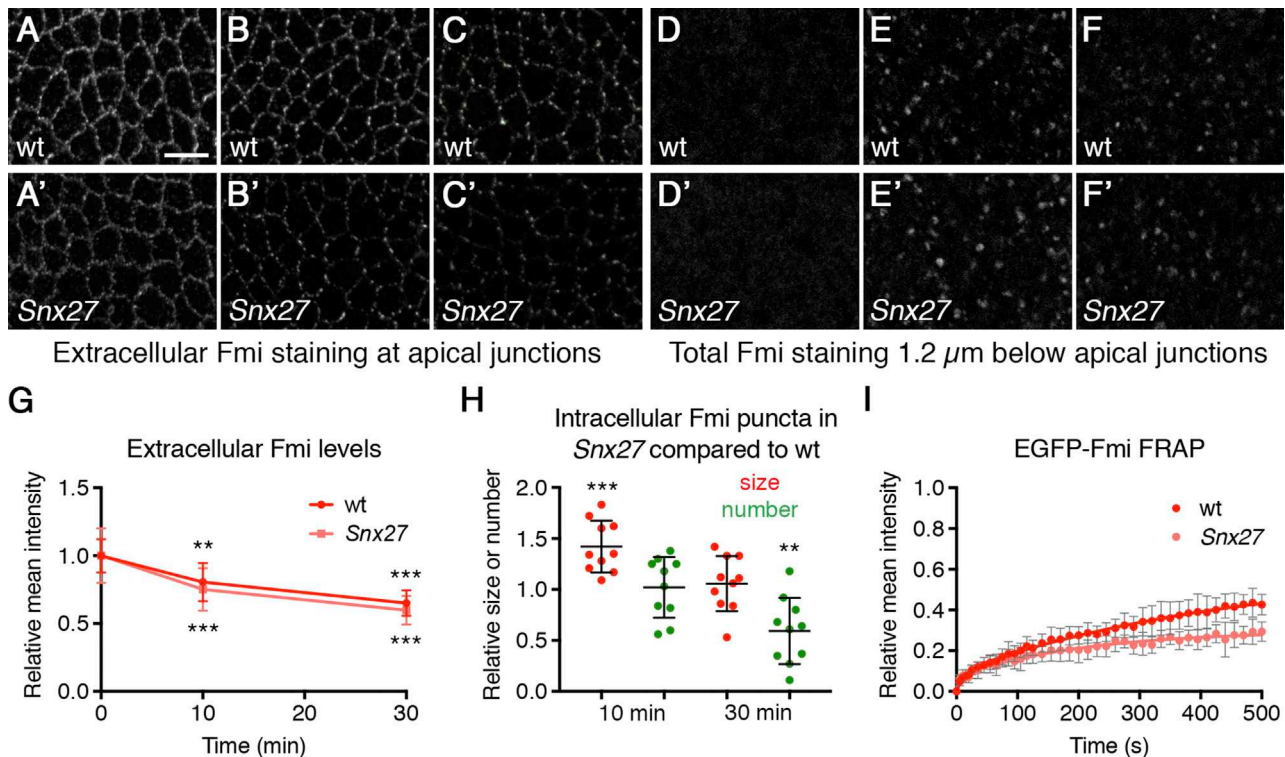 A B C D E F
wt wt wt wt wt wt
A’ B’ C’ D’ E’ F’
Snx27 Snx27 Snx27 Snx27 Snx27 Snx27
Extracellular Fmi staining at apical junctions
Total Fmi staining 1.2 µm below apical junctions
G
Extracellular Fmi levels
Relative mean intensity
1.5
1.0
0.5
0.0
wt
Snx27
**
***
***
***
0 10 20 30
Time (min)
H
Intracellular Fmi puncta in
Snx27 compared to wt
Relative size or number
2.0
1.5
1.0
0.5
0.0
size
number
***
**
10 min 30 min
I
EGFP-Fmi FRAP
Relative mean intensity
1.0
0.8
0.6
0.4
0.2
0.0
wt
Snx27
0 100 200 300 400 500
Time (s)